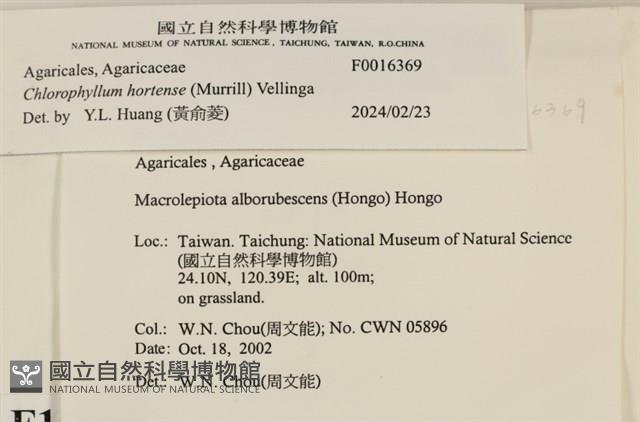 國立自然科學博物館
NATIONAL MUSEUM OF NATURAL SCIENCE, TAICHUNG, TAIWAN, R.O.CHINA
Agaricales, Agaricaceae F0016369
Chlorophyllum hortense (Murrill) Vellinga
Det. by Y.L. Huang (黃俞菱) 2024/02/23
6369
Agaricales , Agaricaceae
Macrolepiota alborubescens (Hongo) Hongo
Loc.: Taiwan. Taichung: National Museum of Natural Science
(國立自然科學博物館)
24.10N, 120.39E; alt. 100m;
on grassland.
Col.: W.N. Chou(周文能); No. CWN 05896
Date: Oct. 18, 2002
Det.: W.N. Chou(周文能)
國立自然科學博物館
NATIONAL MUSEUM OF NATURAL SCIENCE